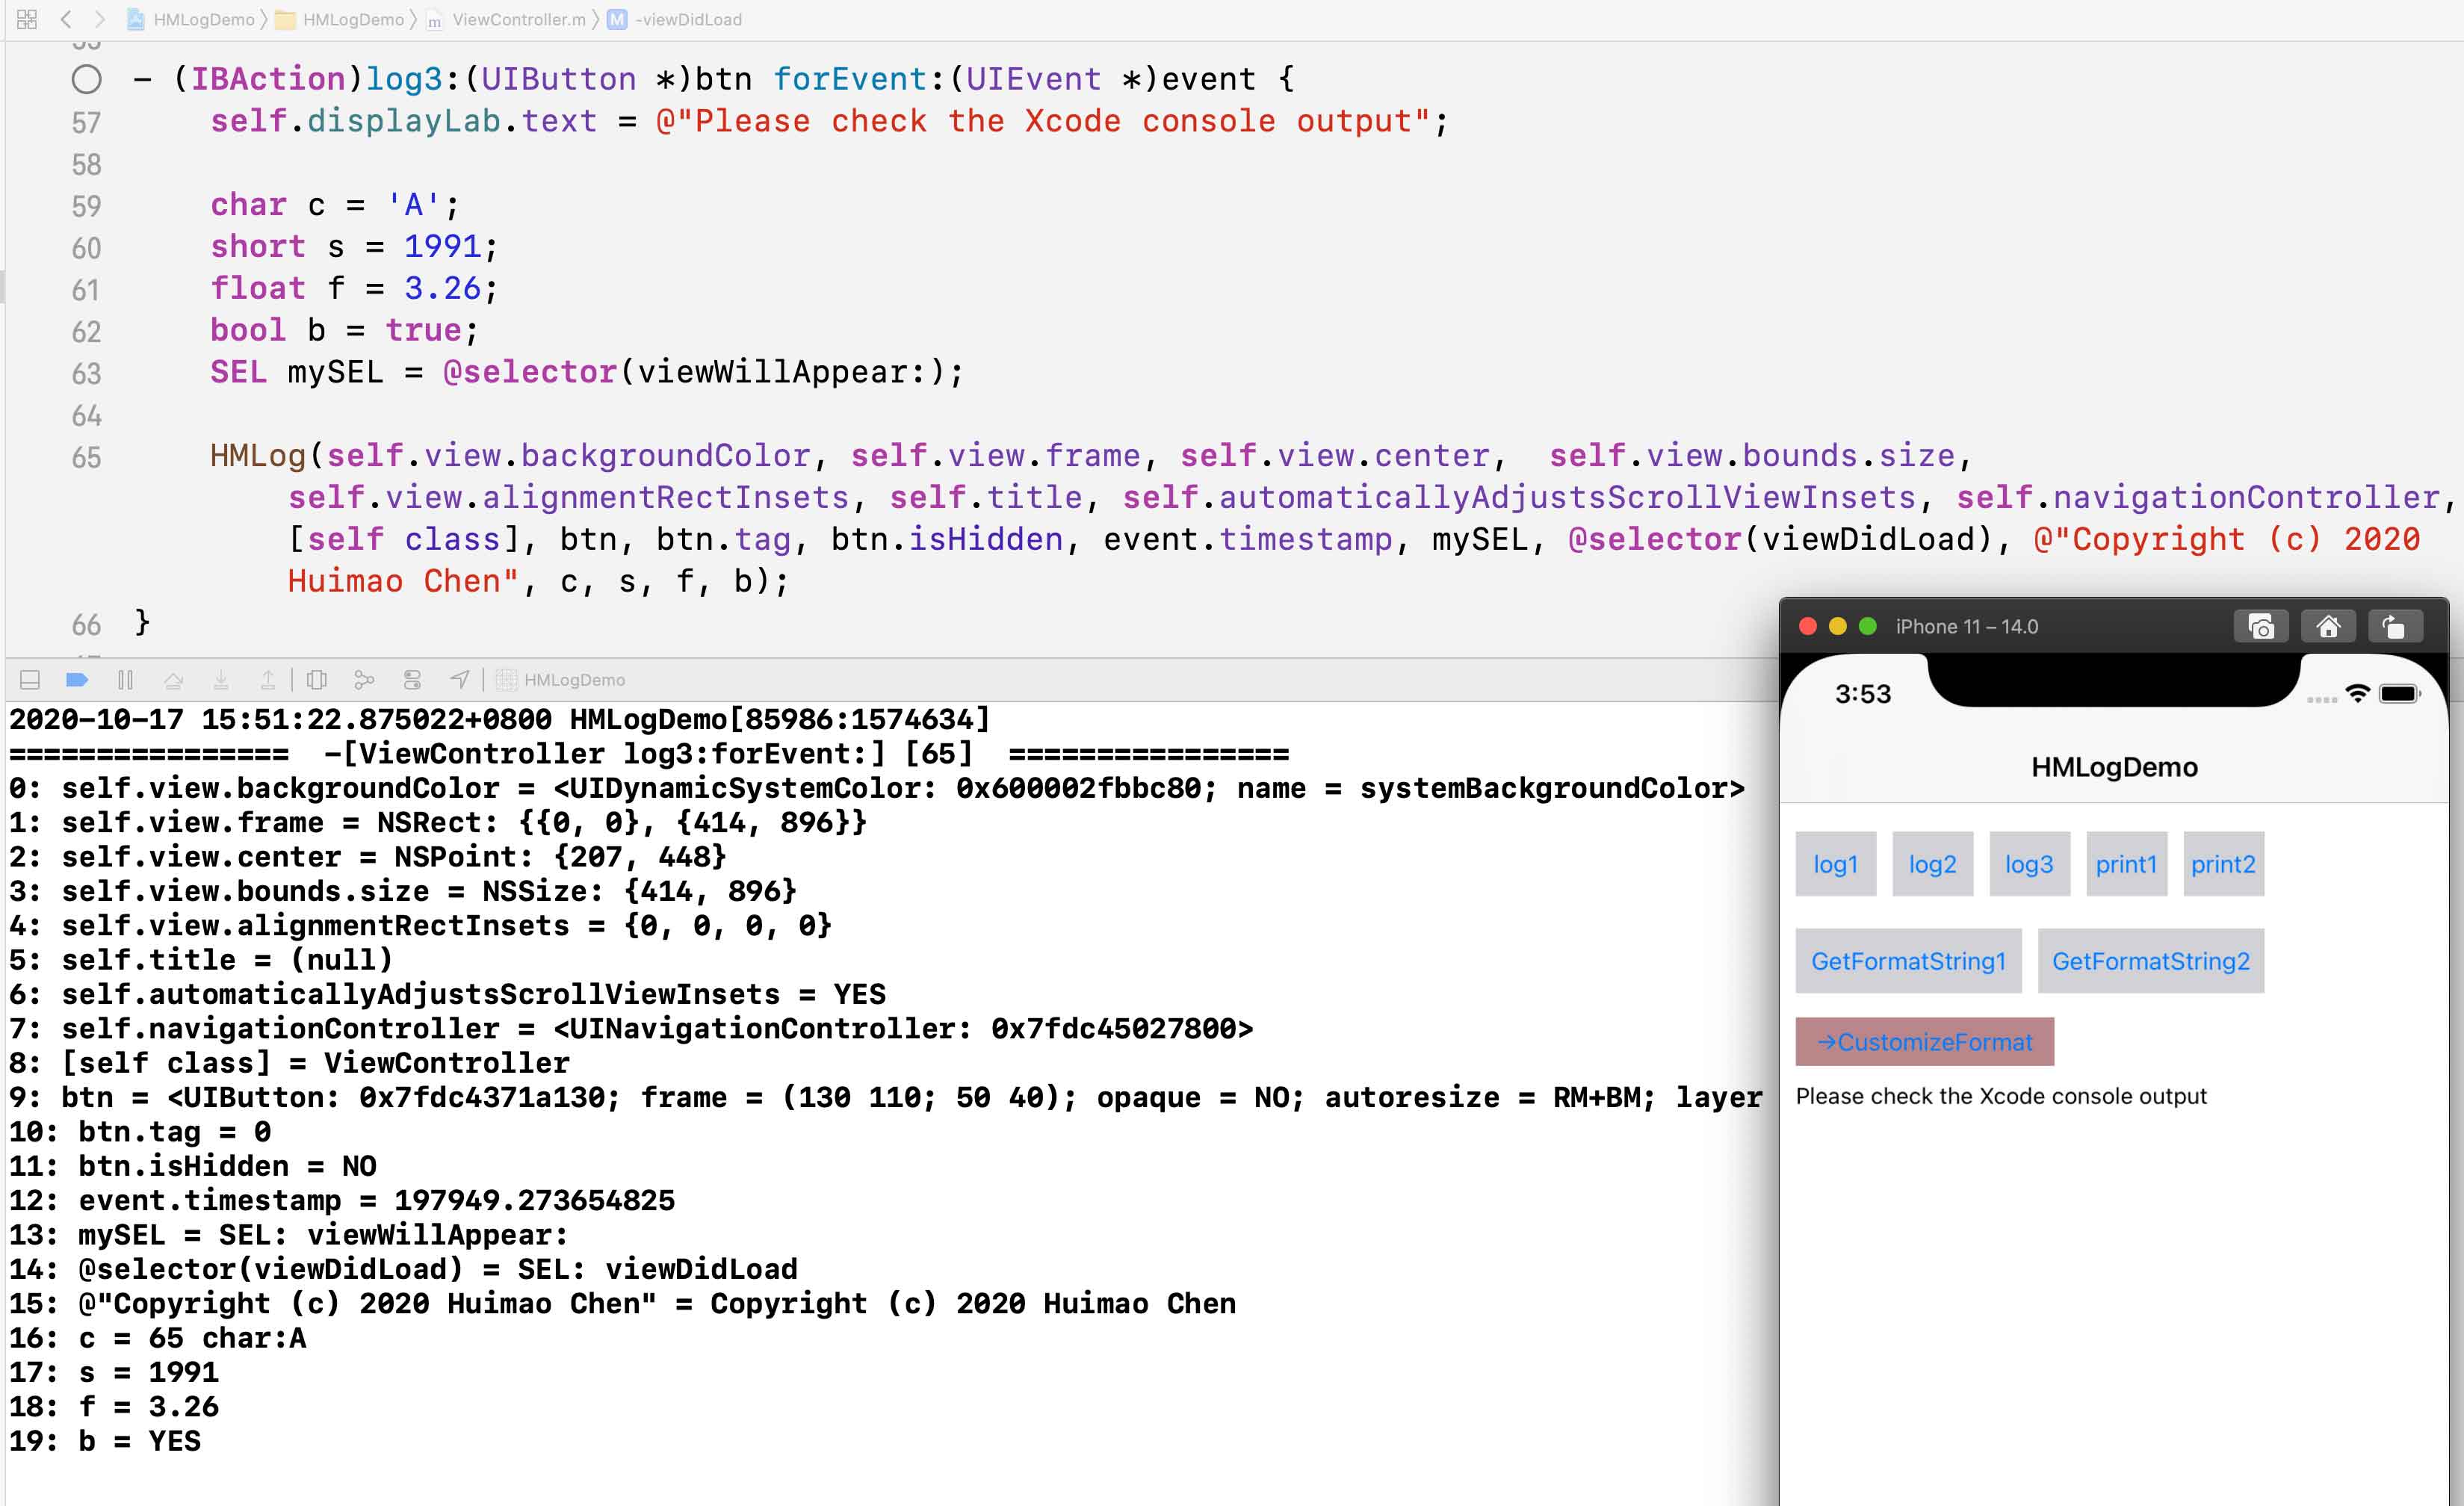 HMLogDemo HMLogDemo ViewController.m M -viewDidLoad
- (IBAction)log3:(UIButton *)btn forEvent:(UIEvent *)event {
57 self.displayLab.text = @"Please check the Xcode console output";
58
59 char c = 'A';
60 short s = 1991;
61 float f = 3.26;
62 bool b = true;
63 SEL mySEL = @selector(viewWillAppear:);
64
65 HMLog(self.view.backgroundColor, self.view.frame, self.view.center,  self.view.bounds.size,
self.view.alignmentRectInsets, self.title, self.automaticallyAdjustsScrollViewInsets, self.navigationController,
[self class], btn, btn.tag, btn.isHidden, event.timestamp, mySEL, @selector(viewDidLoad), @"Copyright (c) 2020
Huimao Chen", c, s, f, b);
66 }
HMLogDemo
2020-10-17 15:51:22.875022+0800 HMLogDemo[85986:1574634]
================  -[ViewController log3:forEvent:] [65]  ================
0: self.view.backgroundColor = <UIDynamicSystemColor: 0x600002fbbc80; name = systemBackgroundColor>
1: self.view.frame = NSRect: {{0, 0}, {414, 896}}
2: self.view.center = NSPoint: {207, 448}
3: self.view.bounds.size = NSSize: {414, 896}
4: self.view.alignmentRectInsets = {0, 0, 0, 0}
5: self.title = (null)
6: self.automaticallyAdjustsScrollViewInsets = YES
7: self.navigationController = <UINavigationController: 0x7fdc45027800>
8: [self class] = ViewController
9: btn = <UIButton: 0x7fdc4371a130; frame = (130 110; 50 40); opaque = NO; autoresize = RM+BM; layer
10: btn.tag = 0
11: btn.isHidden = NO
12: event.timestamp = 197949.273654825
13: mySEL = SEL: viewWillAppear:
14: @selector(viewDidLoad) = SEL: viewDidLoad
15: @"Copyright (c) 2020 Huimao Chen" = Copyright (c) 2020 Huimao Chen
16: c = 65 char:A
17: s = 1991
18: f = 3.26
19: b = YES
iPhone 11 – 14.0
3:53
HMLogDemo
log1 log2 log3 print1 print2
GetFormatString1 GetFormatString2
→CustomizeFormat
Please check the Xcode console output